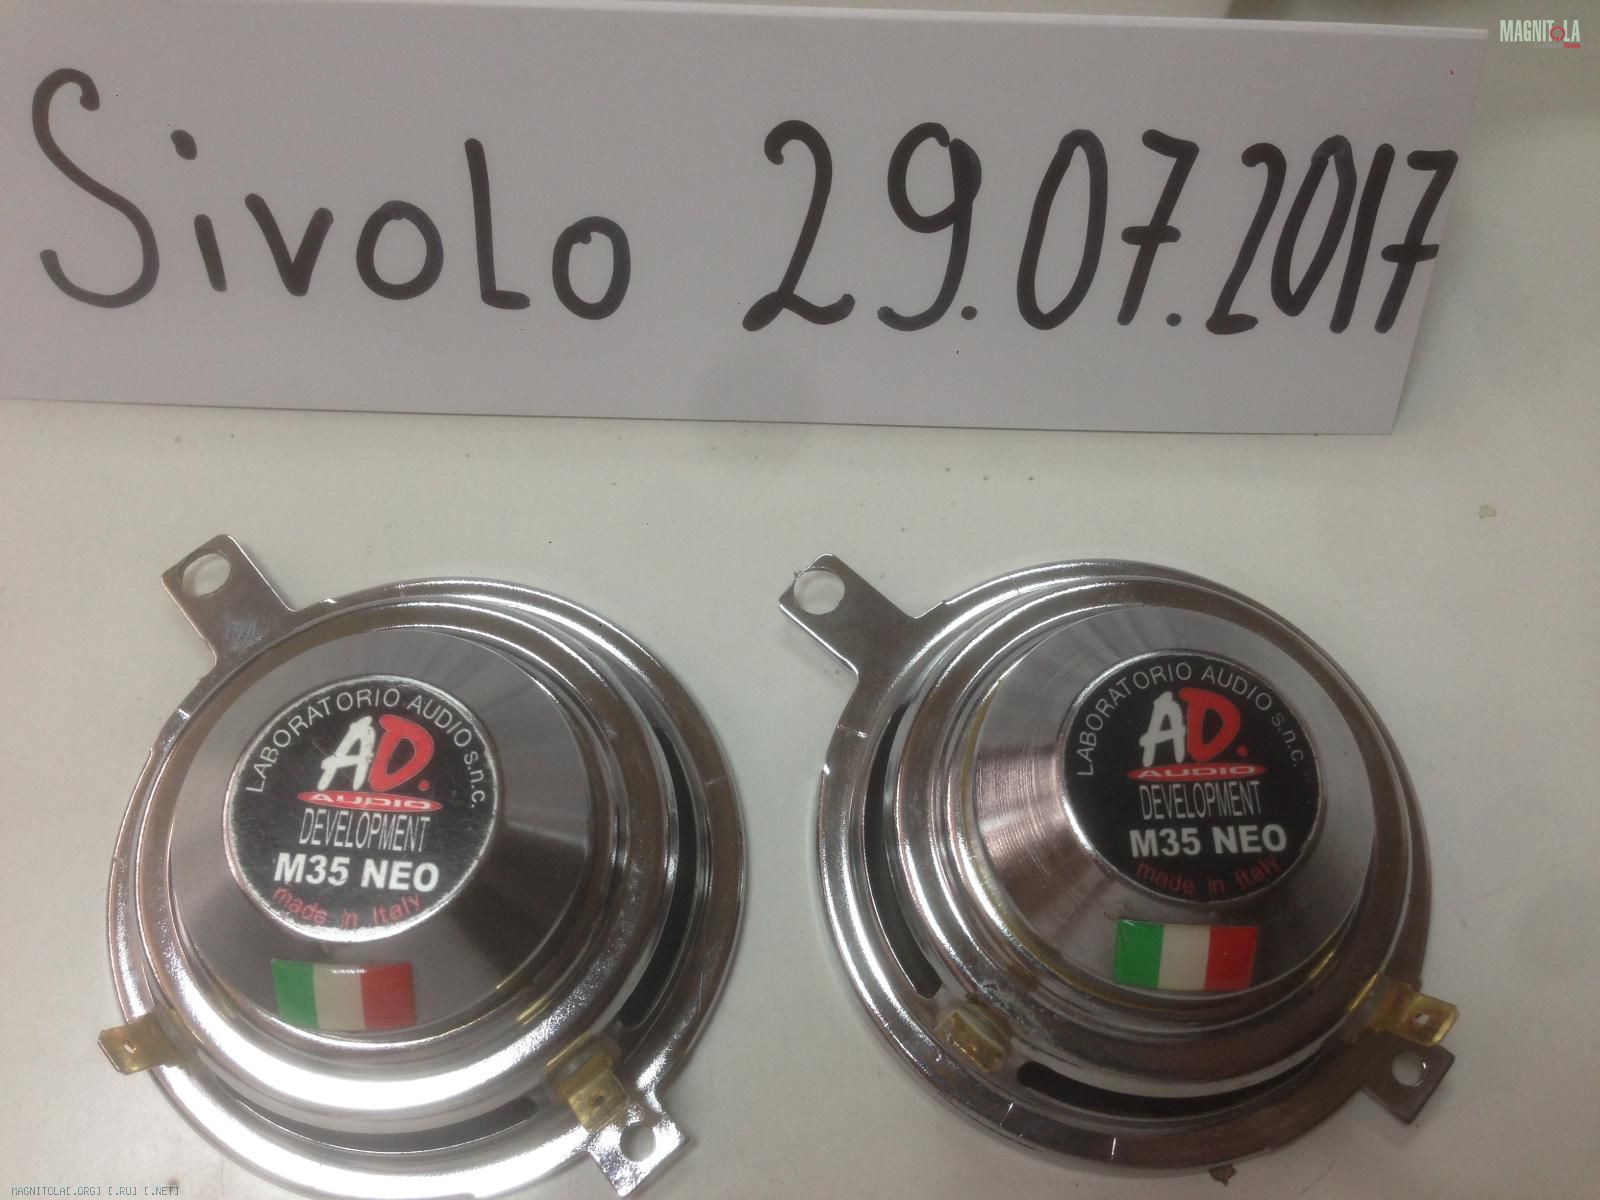 MAGNITOLA
Sivolo 29.07.2017
LABORATORIO AUDIO s.n.c.
AD.
AUDIO
DEVELOPMENT
M35 NEO
made in Italy
LABORATORIO AUDIO s.n.c.
AD.
AUDIO
DEVELOPMENT
M35 NEO
made in Italy
MAGNITOLA[.ORG] [.RU] [.NET]